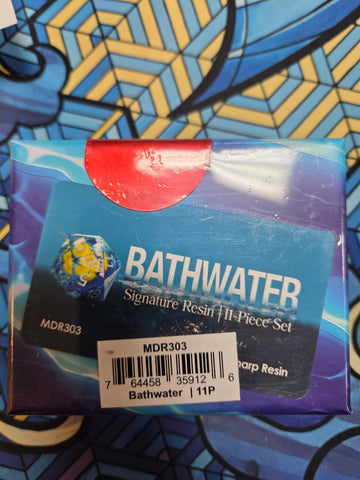 BATHWATER
Signature Resin | 11-Piece Set
MDR303
harp Resin
MDR303
7 64458 35912 6
Bathwater | 11P